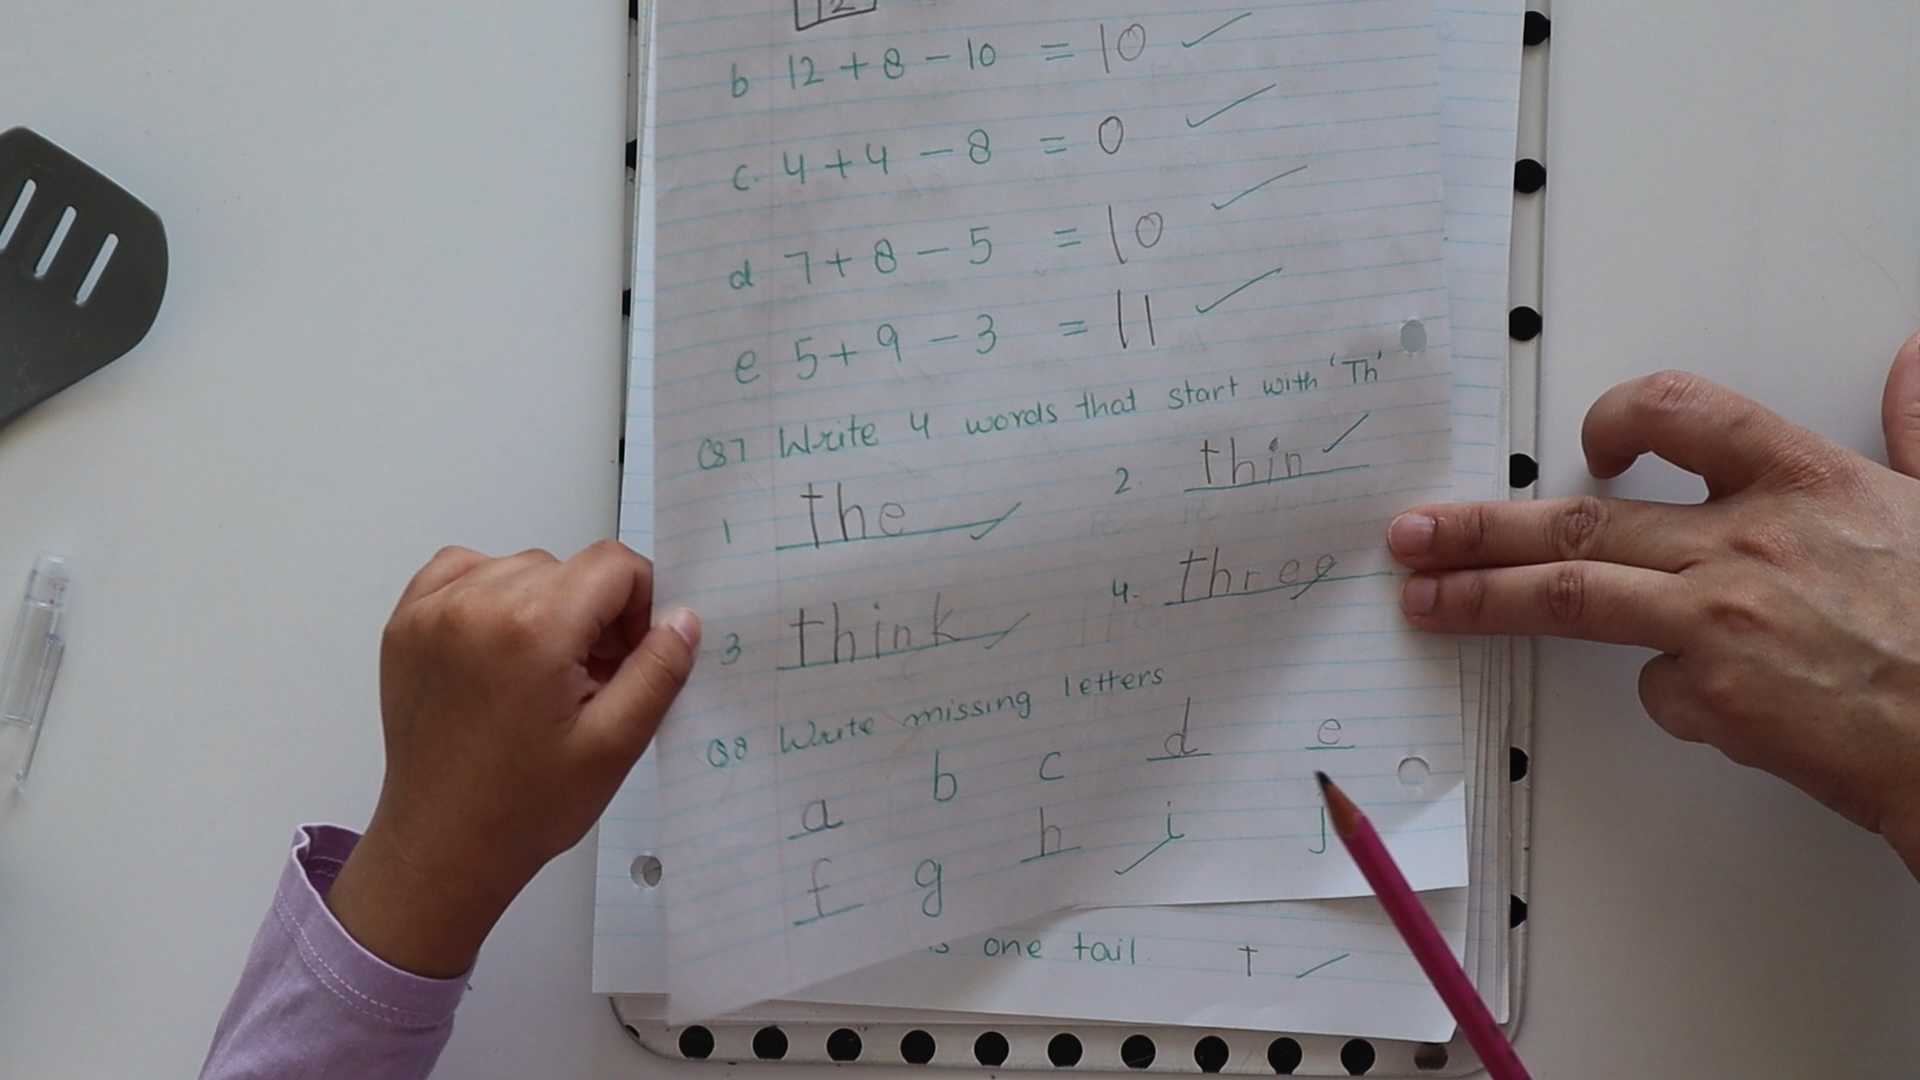 12
b 12 + 8 - 10 = 10
c. 4 + 4 - 8 = 0
d 7 + 8 - 5 = 10
e 5 + 9 - 3 = 11
Q7 Write 4 words that start with 'Th'
1 the 2. thin
3 think 4. three
Q8 Write missing letters
a b c d e
f g h i j
one tail. T